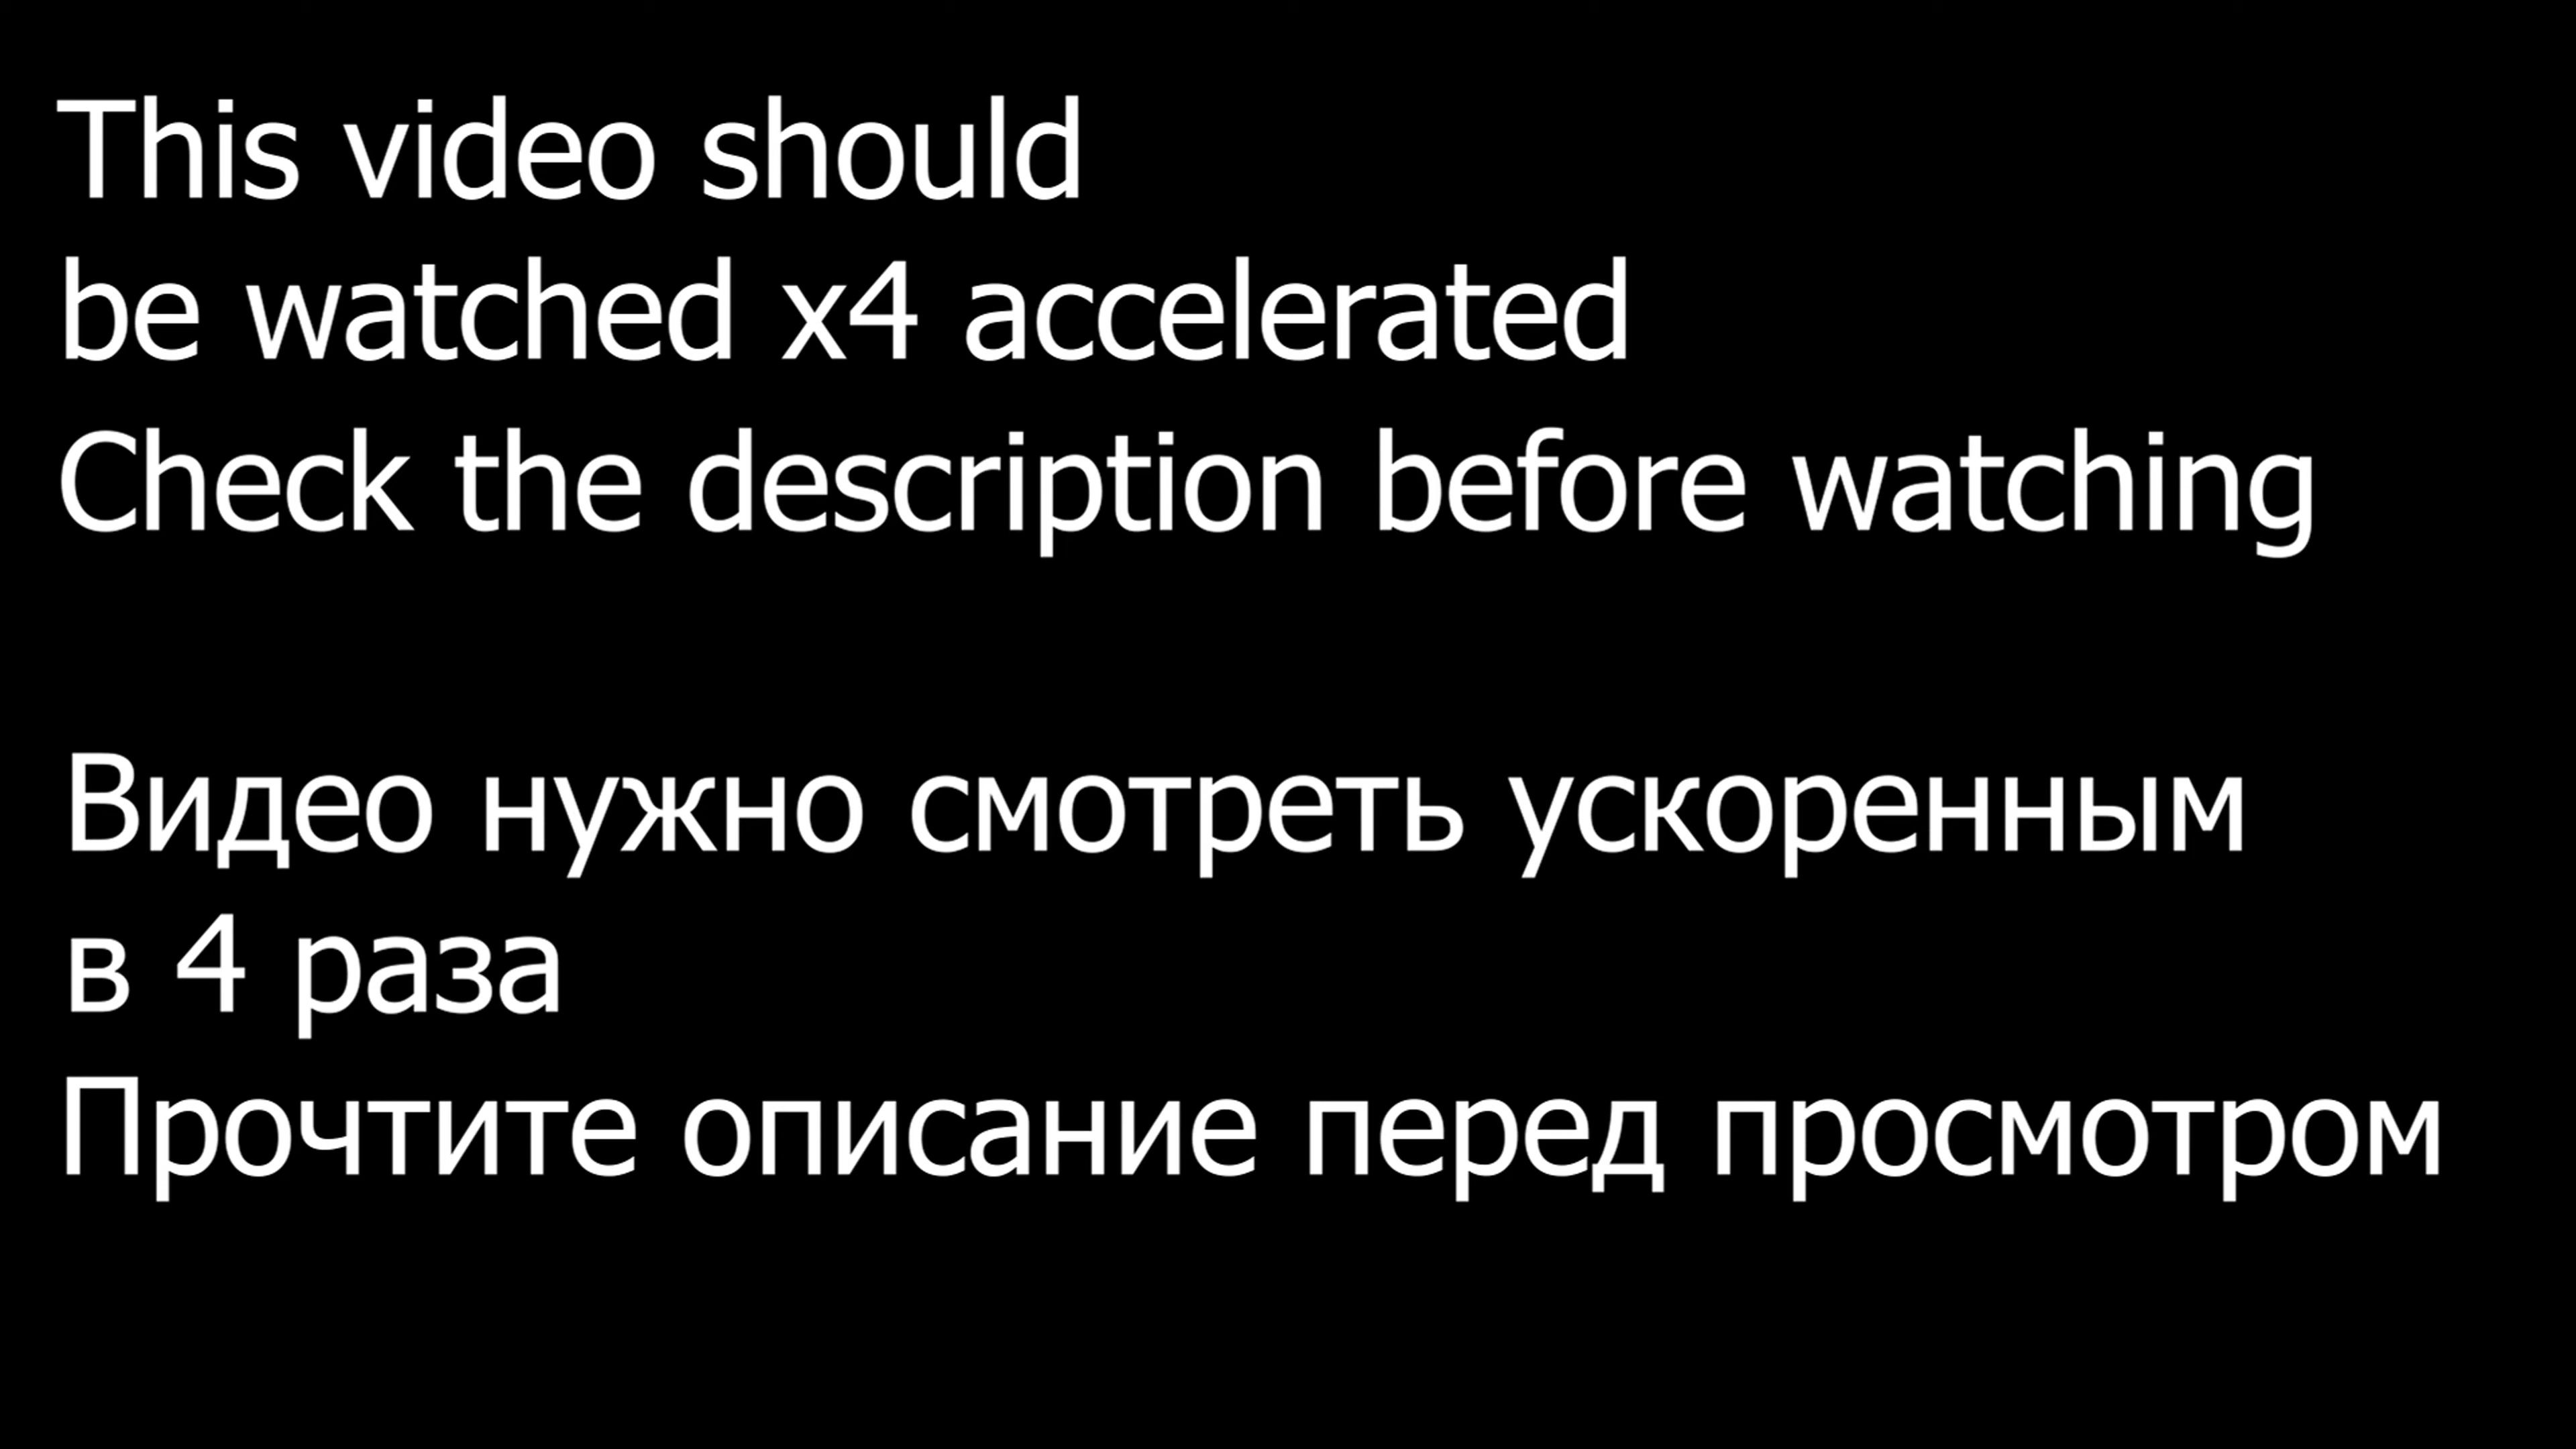 This video should
be watched x4 accelerated
Check the description before watching
Видео нужно смотреть ускоренным
в 4 раза
Прочтите описание перед просмотром